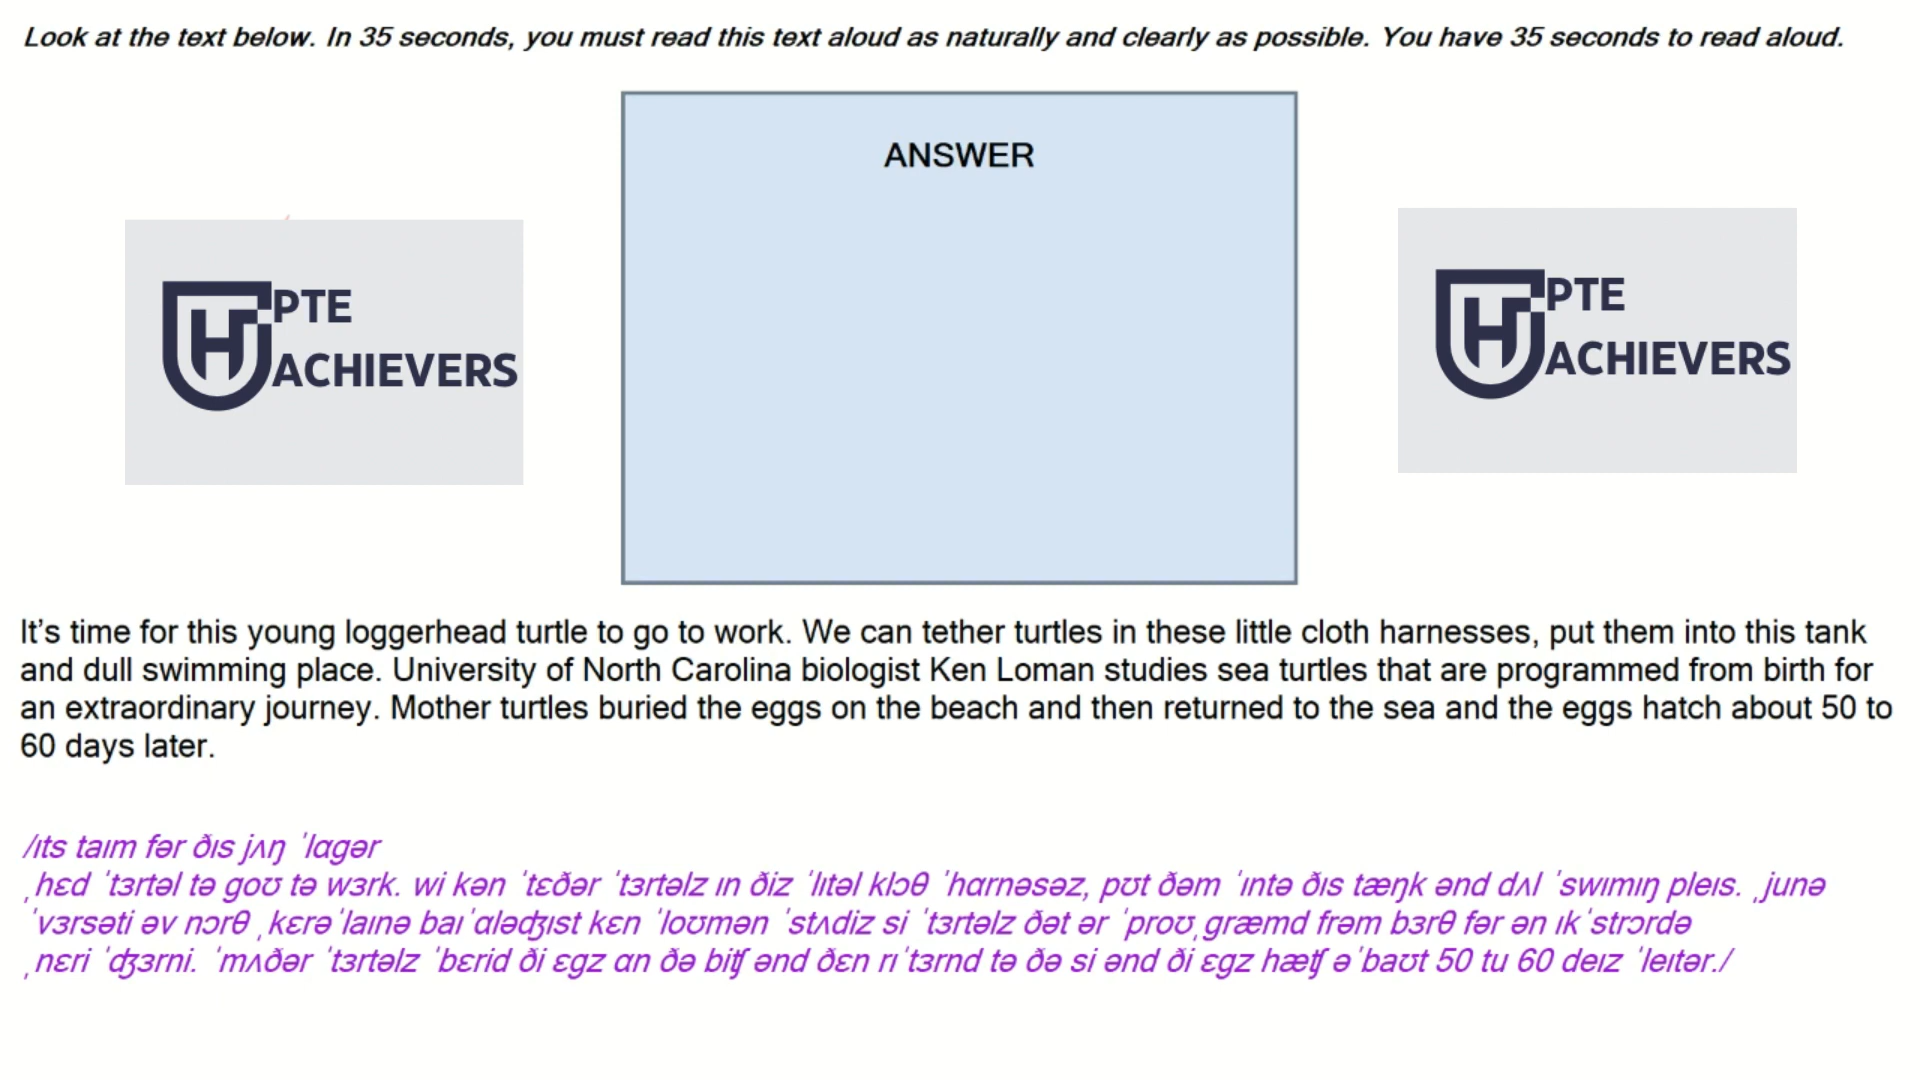 Look at the text below. In 35 seconds, you must read this text aloud as naturally and clearly as possible. You have 35 seconds to read aloud.
ANSWER
PTE
ACHIEVERS
PTE
ACHIEVERS
It’s time for this young loggerhead turtle to go to work. We can tether turtles in these little cloth harnesses, put them into this tank
and dull swimming place. University of North Carolina biologist Ken Loman studies sea turtles that are programmed from birth for
an extraordinary journey. Mother turtles buried the eggs on the beach and then returned to the sea and the eggs hatch about 50 to
60 days later.
/ɪts taɪm fər ðɪs jʌŋ ˈlɑgər
ˌhɛd ˈtɜrtəl tə goʊ tə wɜrk. wi kən ˈtɛðər ˈtɜrtəlz ɪn ðiz ˈlɪtəl klɔθ ˈhɑrnəsəz, pʊt ðəm ˈɪntə ðɪs tæŋk ənd dʌl ˈswɪmɪŋ pleɪs. ˌjunə
ˈvɜrsəti əv nɔrθ ˌkɛrəˈlaɪnə baɪˈɑləʤɪst kɛn ˈloʊmən ˈstʌdiz si ˈtɜrtəlz ðət ər ˈproʊˌgræmd frəm bɜrθ fər ən ɪkˈstrɔrdə
ˌnɛri ˈʤɜrni. ˈmʌðər ˈtɜrtəlz ˈbɛrid ði ɛgz ɑn ðə biʧ ənd ðɛn rɪˈtɜrnd tə ðə si ənd ði ɛgz hæʧ əˈbaʊt 50 tu 60 deɪz ˈleɪtər./